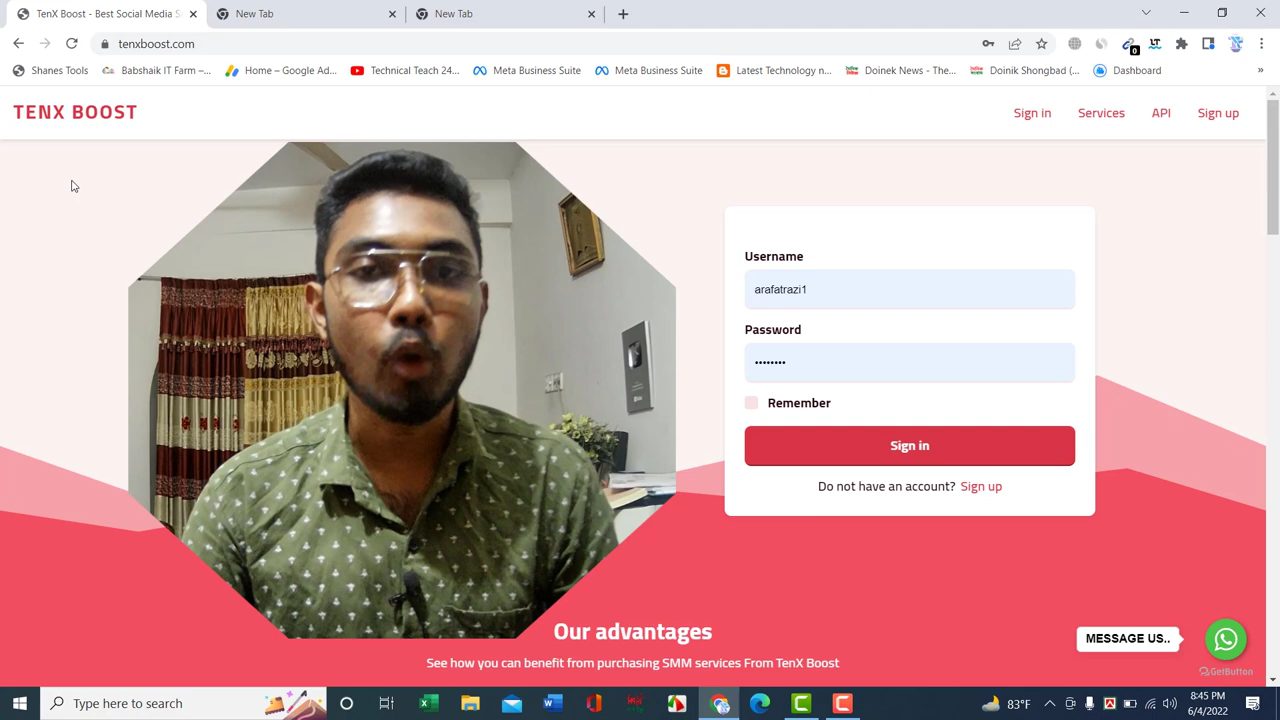 TenX Boost - Best Social Media S
New Tab
New Tab
tenxboost.com
Shanes Tools
Babshaik IT Farm –...
Home – Google Ad...
Technical Teach 24...
Meta Business Suite
Meta Business Suite
Latest Technology n...
Doinek News - The...
Doinik Shongbad (...
Dashboard
»
TENX BOOST
Sign in
Services
API
Sign up
Username
arafatrazi1
Password
••••••••
Remember
Sign in
Do not have an account? Sign up
Our advantages
See how you can benefit from purchasing SMM services From TenX Boost
MESSAGE US..
GetButton
Type here to search
83°F
8:45 PM
6/4/2022